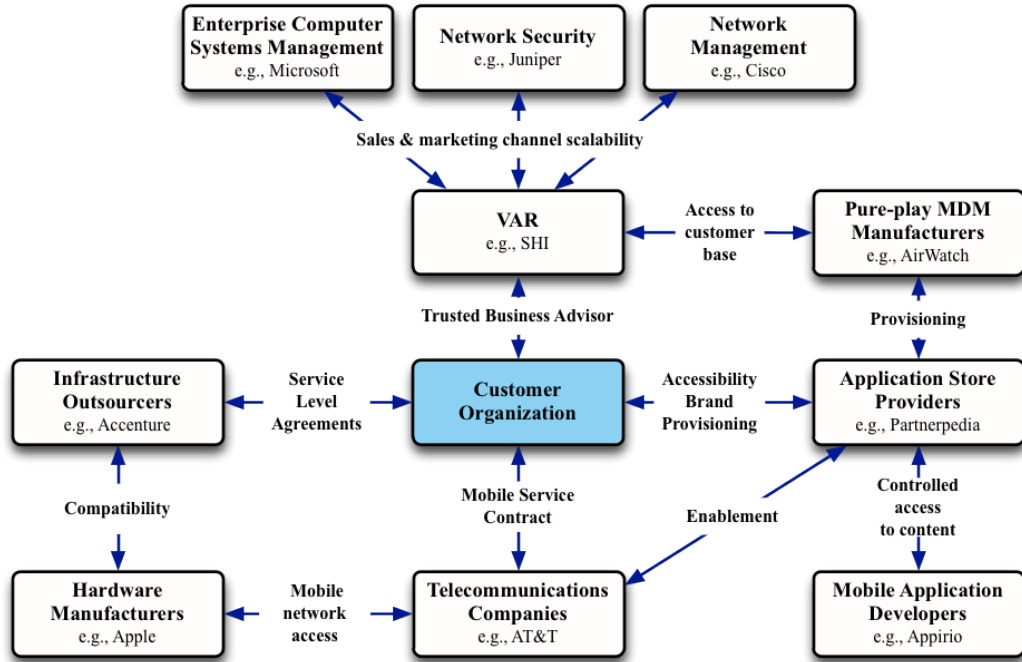 Enterprise Computer
Systems Management
e.g., Microsoft
Network Security
e.g., Juniper
Network
Management
e.g., Cisco
Sales & marketing channel scalability
VAR
e.g., SHI
Access to
customer
base
Pure-play MDM
Manufacturers
e.g., AirWatch
Trusted Business Advisor
Provisioning
Infrastructure
Outsourcers
e.g., Accenture
Service
Level
Agreements
Customer
Organization
Accessibility
Brand
Provisioning
Application Store
Providers
e.g., Partnerpedia
Compatibility
Mobile Service
Contract
Enablement
Controlled
access
to content
Hardware
Manufacturers
e.g., Apple
Mobile
network
access
Telecommunications
Companies
e.g., AT&T
Mobile Application
Developers
e.g., Appirio